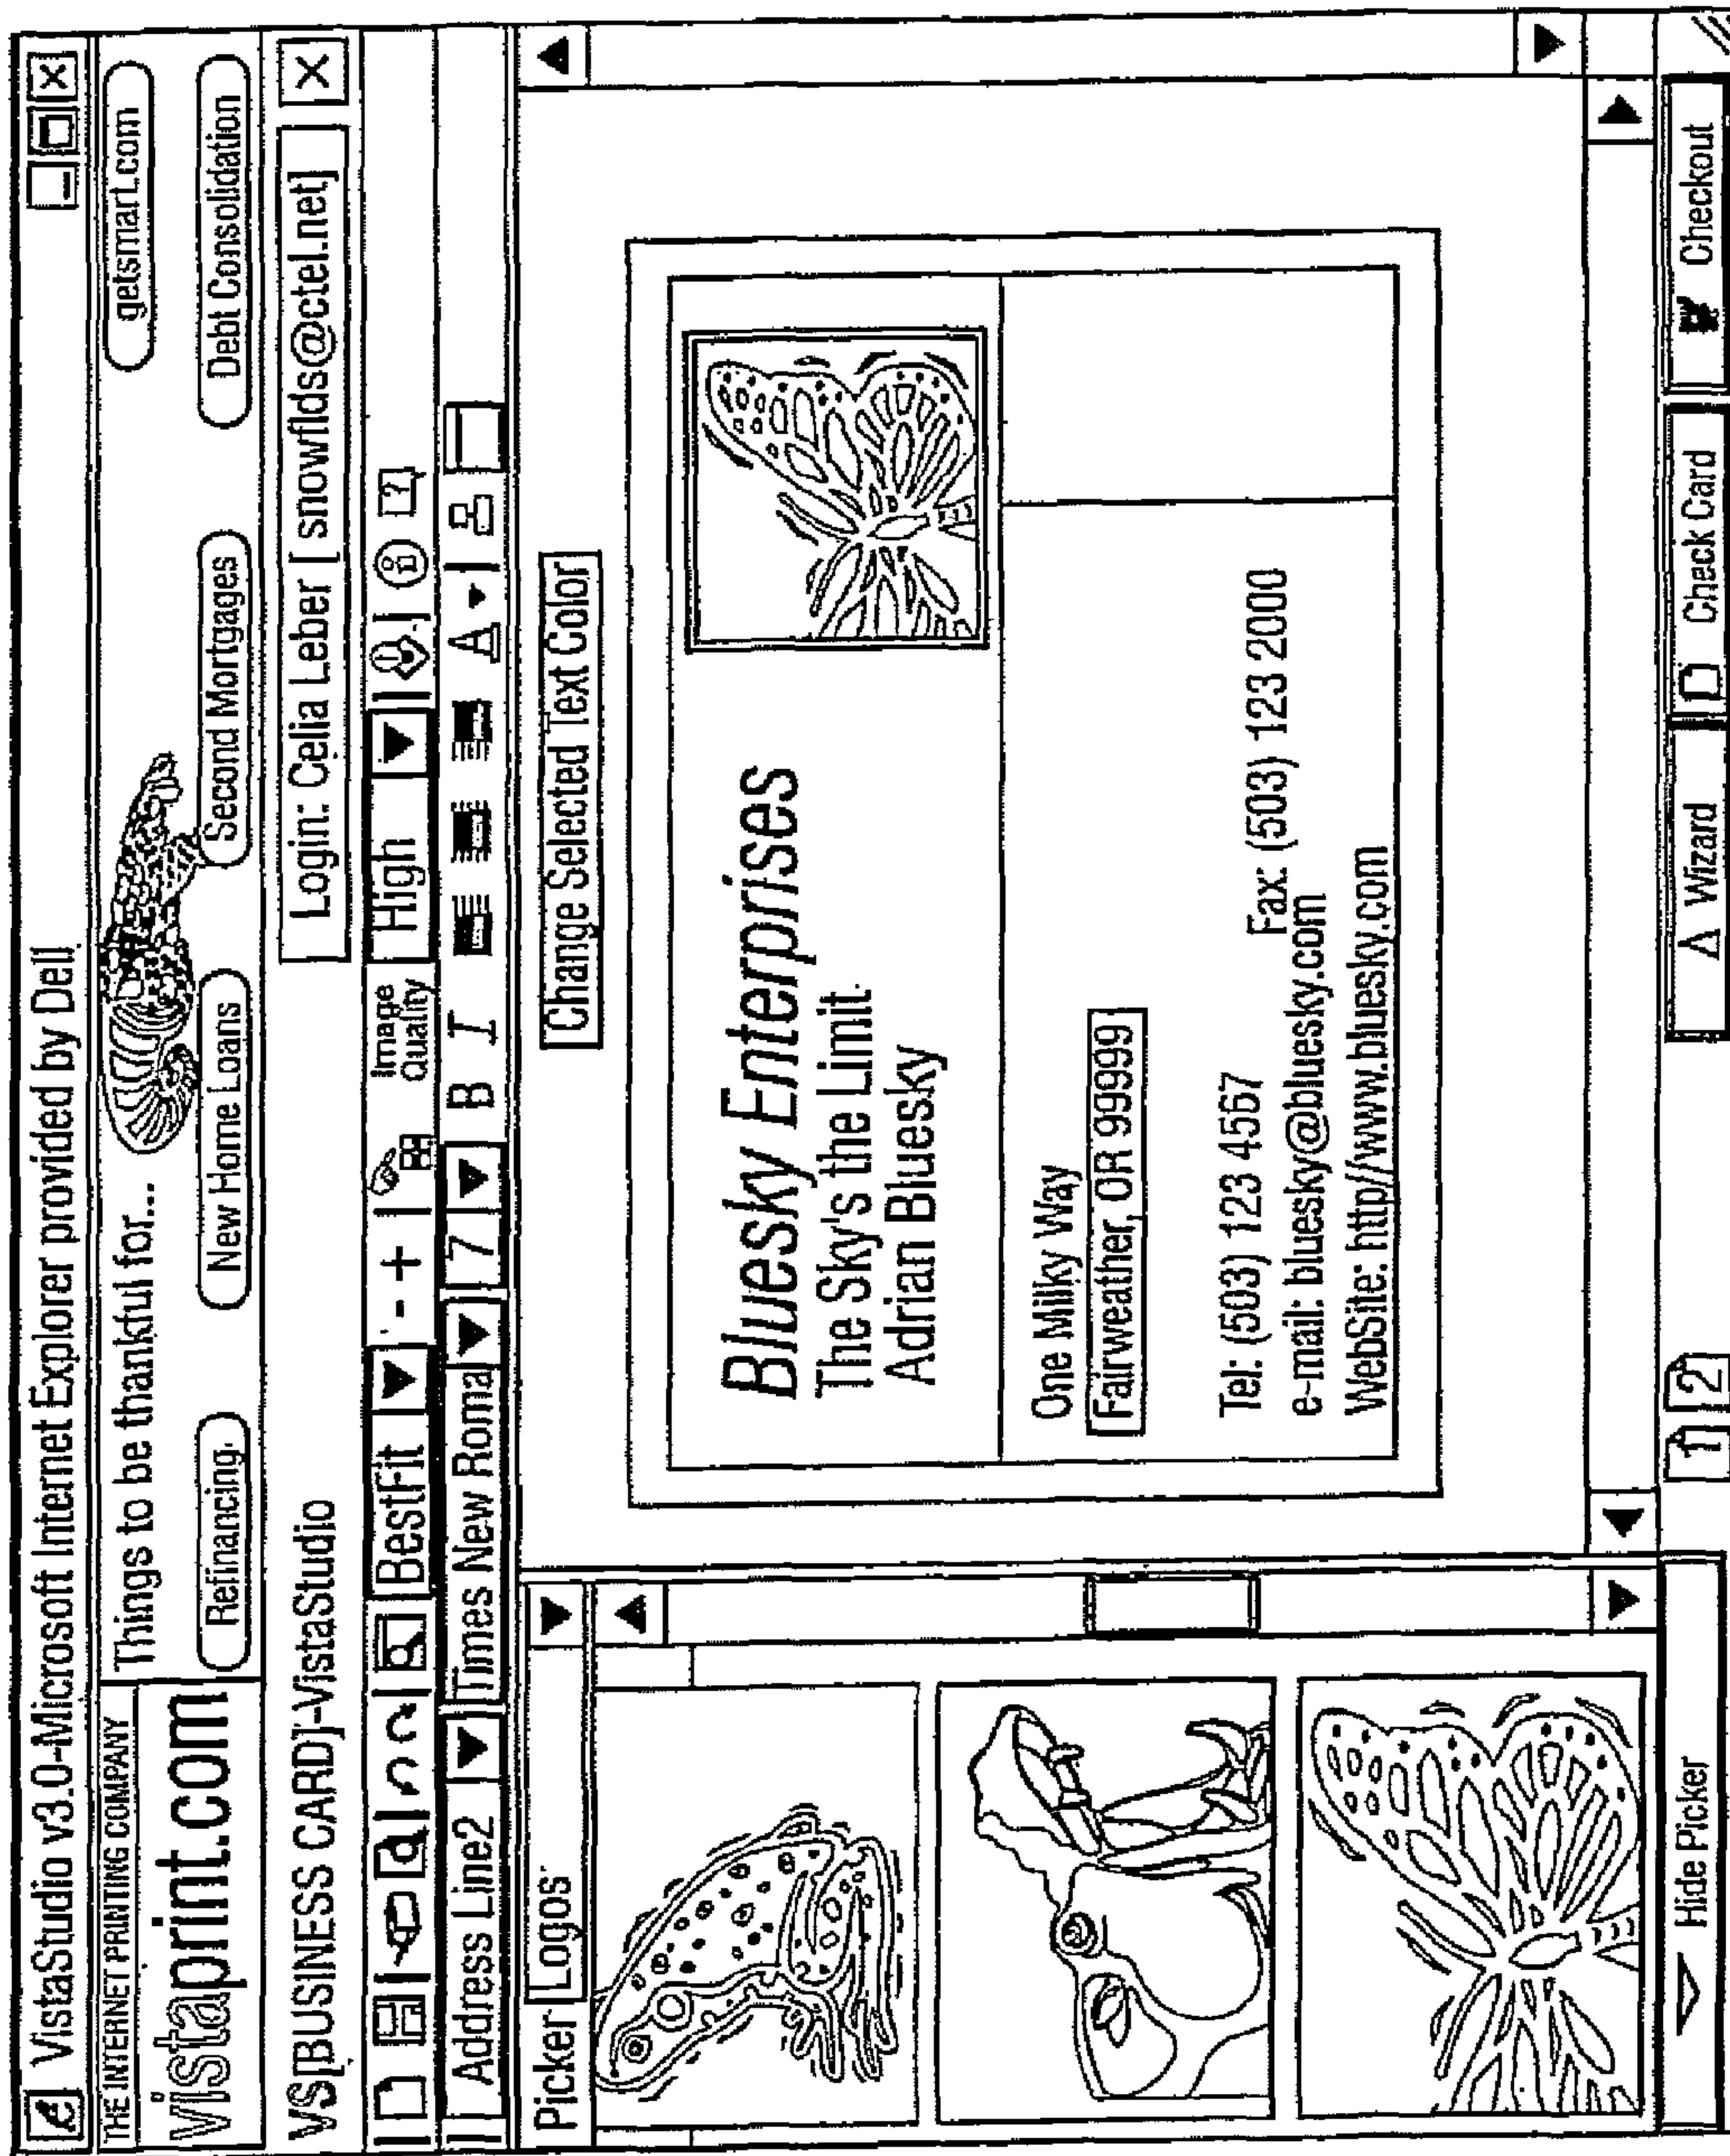 VistaStudio v3.0-Microsoft Internet Explorer provided by Dell
THE INTERNET PRINTING COMPANY
vistaprint.com
Things to be thankful for...
getsmart.com
Refinancing
New Home Loans
Second Mortgages
Debt Consolidation
VS[BUSINESS CARD]-VistaStudio
Login: Celia Leber [ snowflds@ctel.net]
BestFit
- +
Image
Quality
High
Address Line2
Times New Roma
7
B I
A
Picker
Logos
Change Selected Text Color
Bluesky Enterprises
The Sky's the Limit
Adrian Bluesky
One Milky Way
Fairweather, OR 99999
Tel: (503) 123 4567
Fax: (503) 123 2000
e-mail: bluesky@bluesky.com
WebSite: http//www.bluesky.com
Hide Picker
1 2
Wizard
Check Card
Checkout